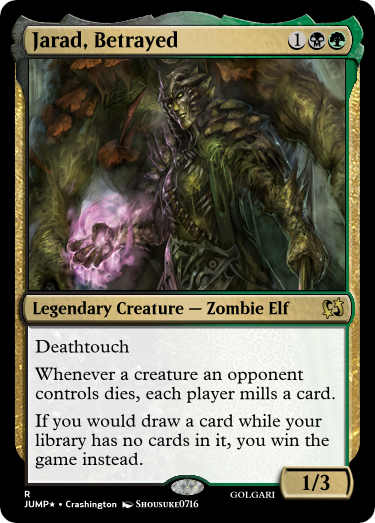 Jarad, Betrayed 1
Legendary Creature — Zombie Elf
Deathtouch
Whenever a creature an opponent
controls dies, each player mills a card.
If you would draw a card while your
library has no cards in it, you win the
game instead.
1/3
R GOLGARI
JUMP★ • Crashington Shousuke0716